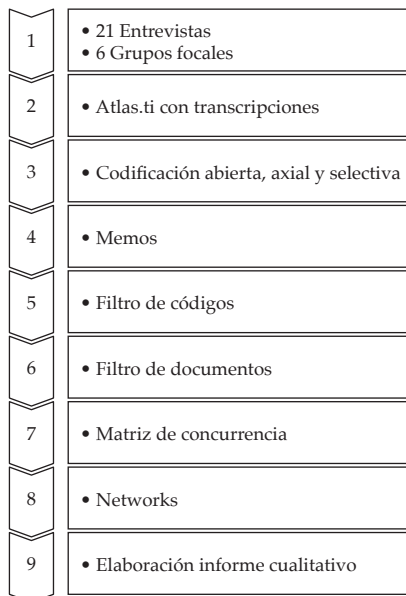 1
• 21 Entrevistas
• 6 Grupos focales
2
• Atlas.ti con transcripciones
3
• Codificación abierta, axial y selectiva
4
• Memos
5
• Filtro de códigos
6
• Filtro de documentos
7
• Matriz de concurrencia
8
• Networks
9
• Elaboración informe cualitativo